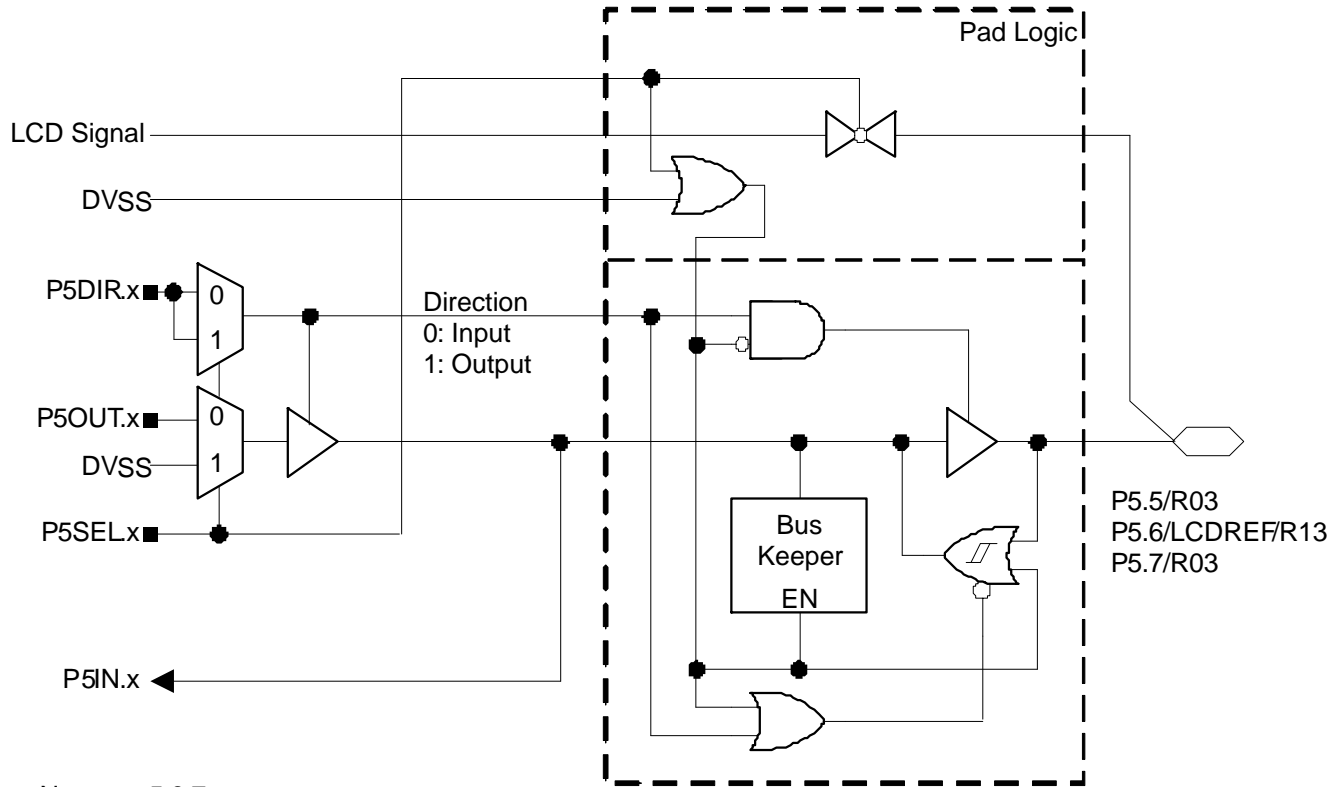 Pad Logic
LCD Signal
DVSS
P5DIR.x
0
1
Direction
0: Input
1: Output
P5OUT.x
0
DVSS
1
P5SEL.x
Bus
Keeper
EN
P5.5/R03
P5.6/LCDREF/R13
P5.7/R03
P5IN.x